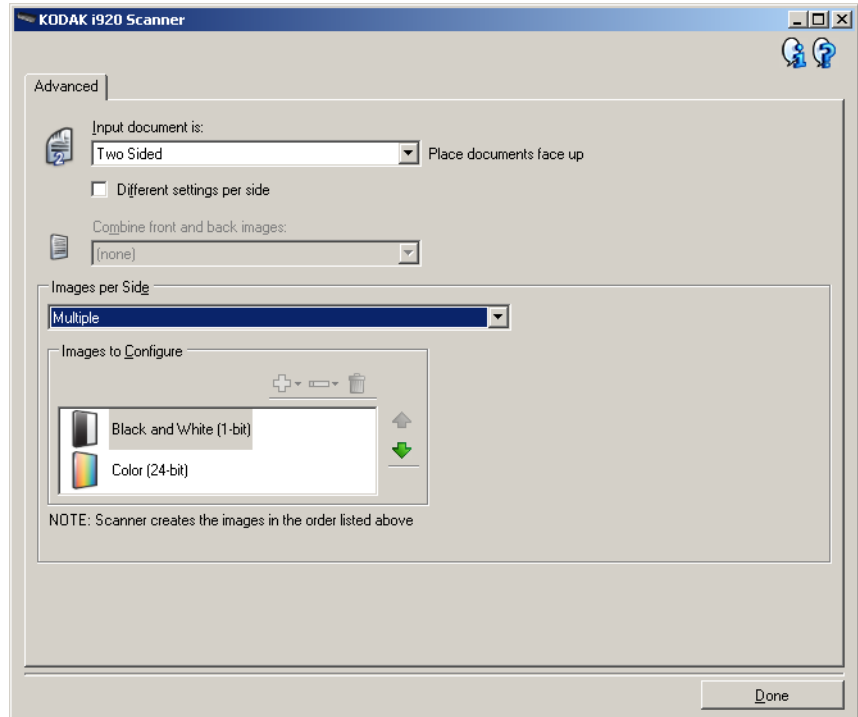 KODAK i920 Scanner
Advanced
Input document is:
Two Sided Place documents face up
Different settings per side
Combine front and back images:
(none)
Images per Side
Multiple
Images to Configure
Black and White (1-bit)
Color (24-bit)
NOTE: Scanner creates the images in the order listed above
Done